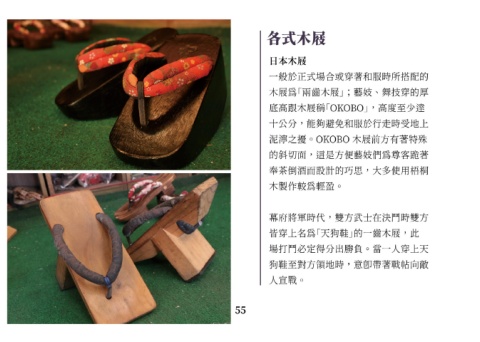 各式木屐
日本木屐
一般於正式場合或穿著和服時所搭配的
木屐爲「兩齒木屐」；藝妓、舞技穿的厚
底高跟木屐稱「OKOBO」，高度至少達
十公分，能夠避免和服於行走時受地上
泥濘之擾。OKOBO 木屐前方有著特殊
的斜切面，這是方便藝妓們爲尊客跪著
奉茶倒酒而設計的巧思，大多使用梧桐
木製作較爲輕盈。
幕府將軍時代，雙方武士在決鬥時雙方
皆穿上名爲「天狗鞋」的一齒木屐，此
場打鬥必定得分出勝負。當一人穿上天
狗鞋至對方領地時，意卽帶著戰帖向敵
人宣戰。
55